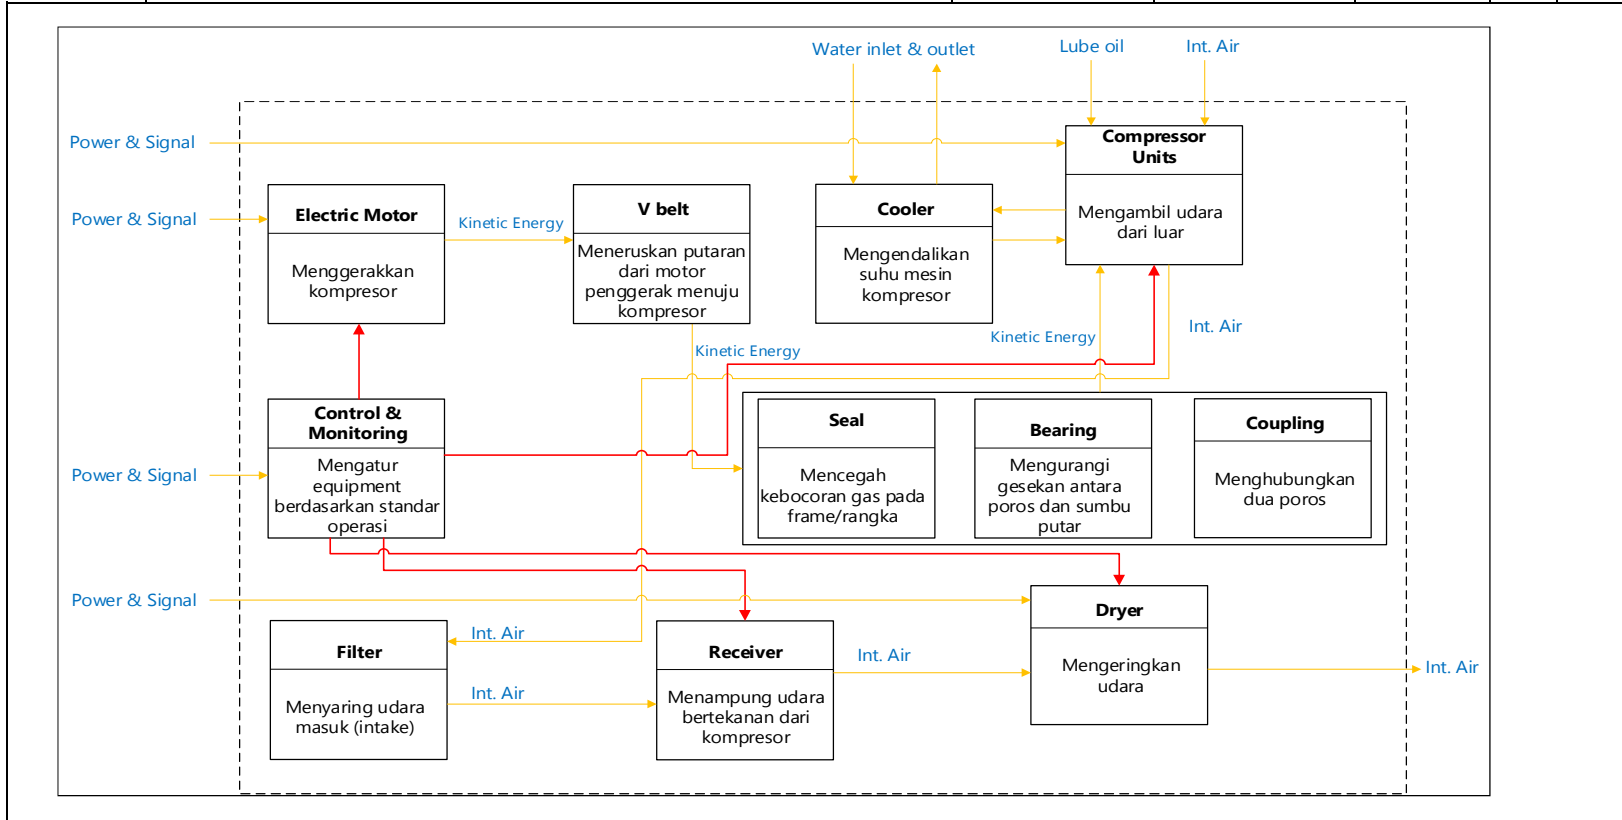 Water inlet & outlet
Lube oil
Int. Air
Power & Signal
Compressor
Units
Mengambil udara
dari luar
Power & Signal
Electric Motor
Menggerakkan
kompresor
Kinetic Energy
V belt
Meneruskan putaran
dari motor
penggerak menuju
kompresor
Cooler
Mengendalikan
suhu mesin
kompresor
Kinetic Energy
Kinetic Energy
Int. Air
Power & Signal
Control &
Monitoring
Mengatur
equipment
berdasarkan standar
operasi
Seal
Mencegah
kebocoran gas pada
frame/rangka
Bearing
Mengurangi
gesekan antara
poros dan sumbu
putar
Coupling
Menghubungkan
dua poros
Power & Signal
Filter
Menyaring udara
masuk (intake)
Int. Air
Int. Air
Receiver
Menampung udara
bertekanan dari
kompresor
Int. Air
Dryer
Mengeringkan
udara
Int. Air